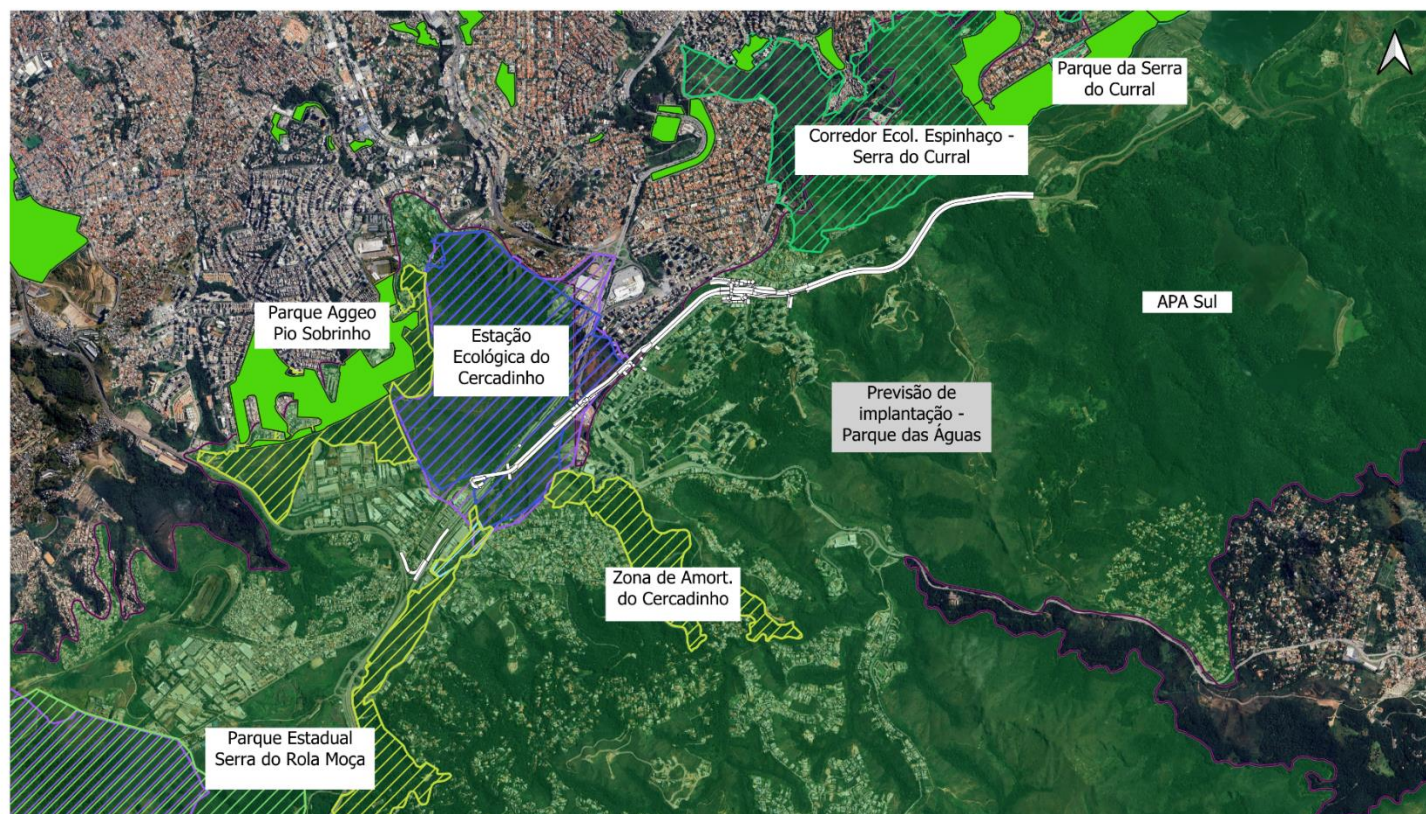 Parque da Serra
do Curral
Corredor Ecol. Espinhaço -
Serra do Curral
APA Sul
Parque Aggeo
Pio Sobrinho
Estação
Ecológica do
Cercadinho
Previsão de
implantação -
Parque das Águas
Zona de Amort.
do Cercadinho
Parque Estadual
Serra do Rola Moça